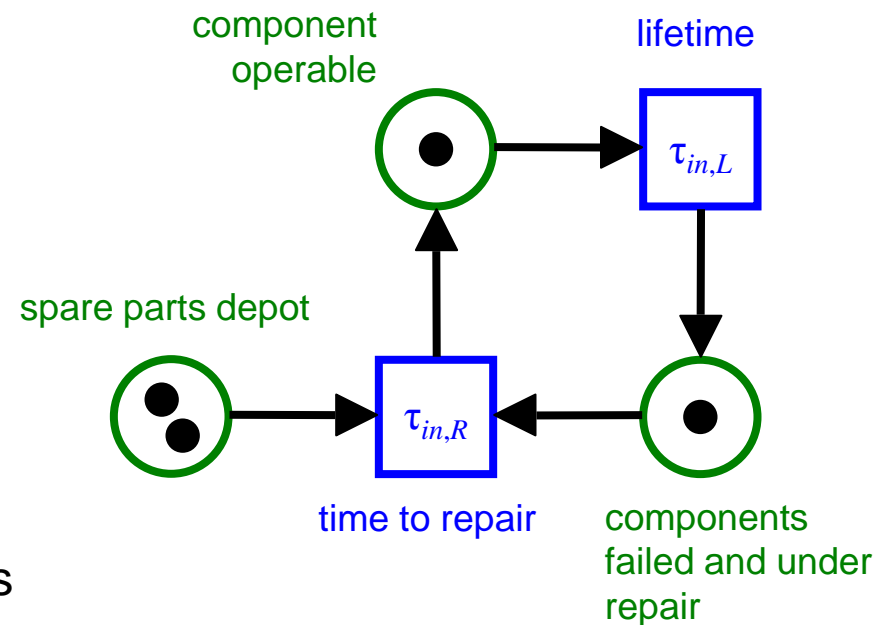 component
operable
lifetime
τin,L
spare parts depot
τin,R
time to repair
components
failed and under
repair
s